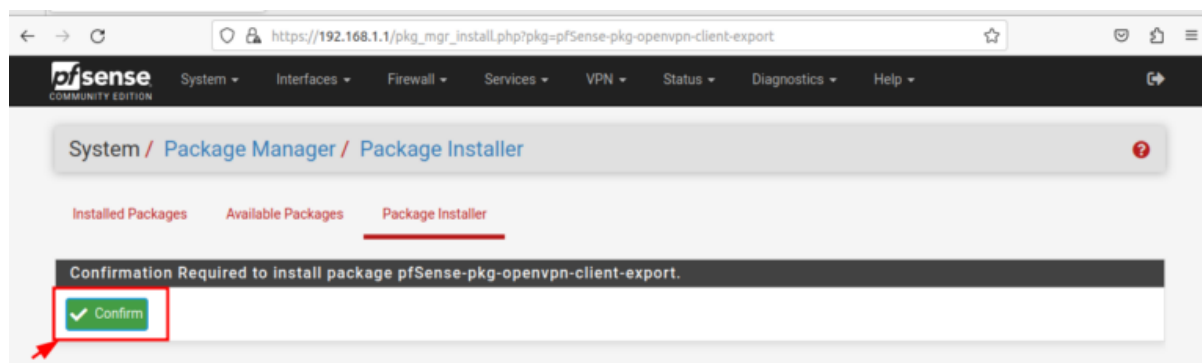 https://192.168.1.1/pkg_mgr_install.php?pkg=pfSense-pkg-openvpn-client-export
pfsense System Interfaces Firewall Services VPN Status Diagnostics Help
COMMUNITY EDITION
System / Package Manager / Package Installer
Installed Packages Available Packages Package Installer
Confirmation Required to install package pfSense-pkg-openvpn-client-export.
Confirm